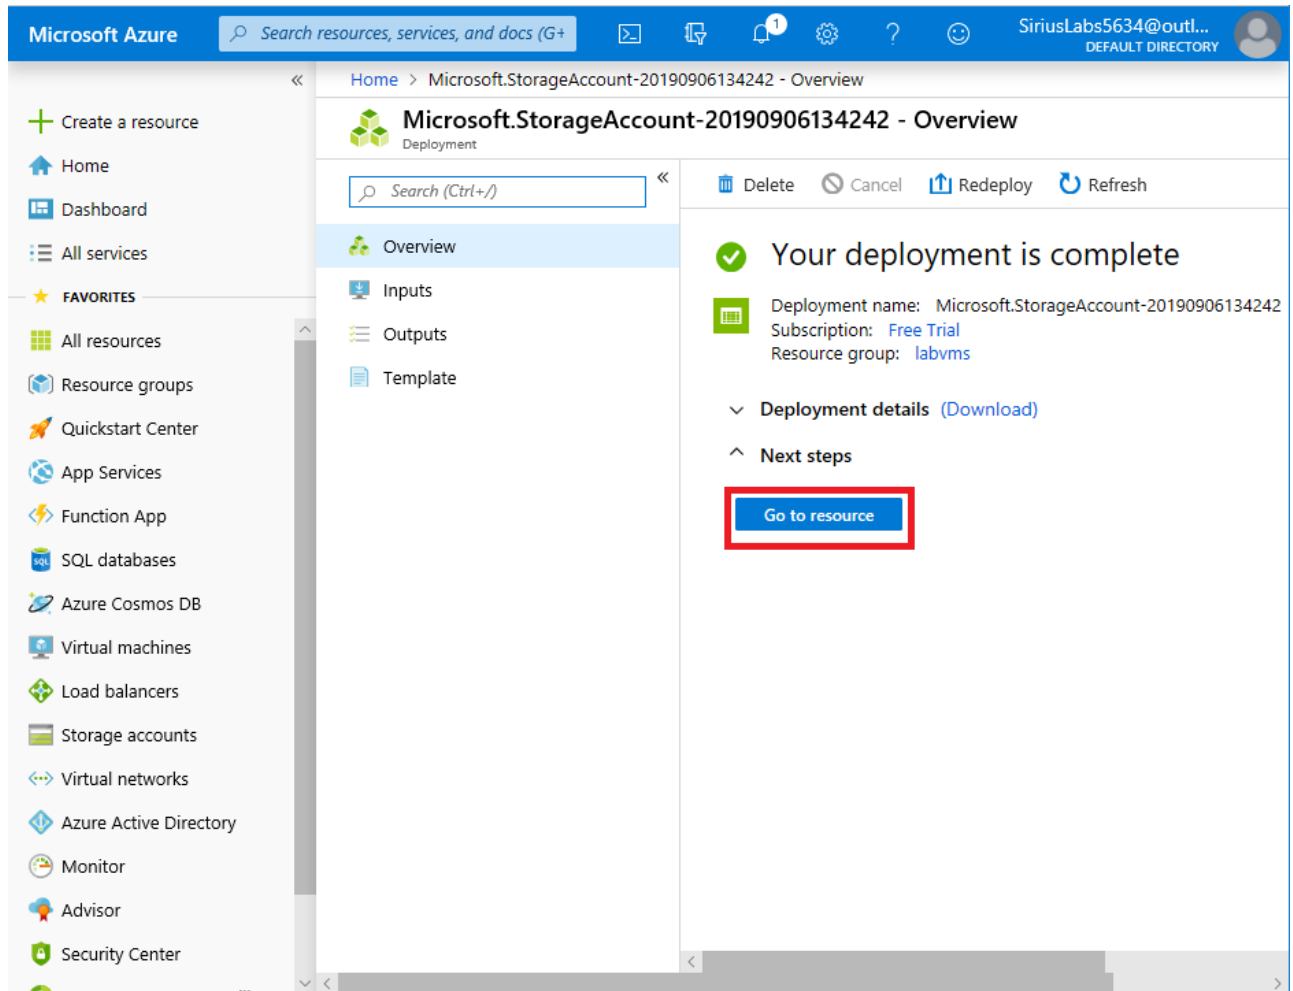 Microsoft Azure
Search resources, services, and docs (G+
1
SiriusLabs5634@outl...
DEFAULT DIRECTORY
Home > Microsoft.StorageAccount-20190906134242 - Overview
Create a resource
Home
Dashboard
All services
FAVORITES
All resources
Resource groups
Quickstart Center
App Services
Function App
SQL databases
Azure Cosmos DB
Virtual machines
Load balancers
Storage accounts
Virtual networks
Azure Active Directory
Monitor
Advisor
Security Center
Microsoft.StorageAccount-20190906134242 - Overview
Deployment
Search (Ctrl+/)
Overview
Inputs
Outputs
Template
Delete Cancel Redeploy Refresh
Your deployment is complete
Deployment name: Microsoft.StorageAccount-20190906134242
Subscription: Free Trial
Resource group: labvms
Deployment details (Download)
Next steps
Go to resource